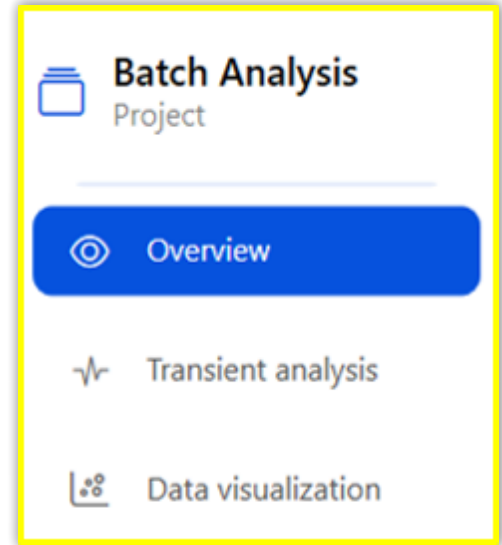 Batch Analysis
Project
Overview
Transient analysis
Data visualization